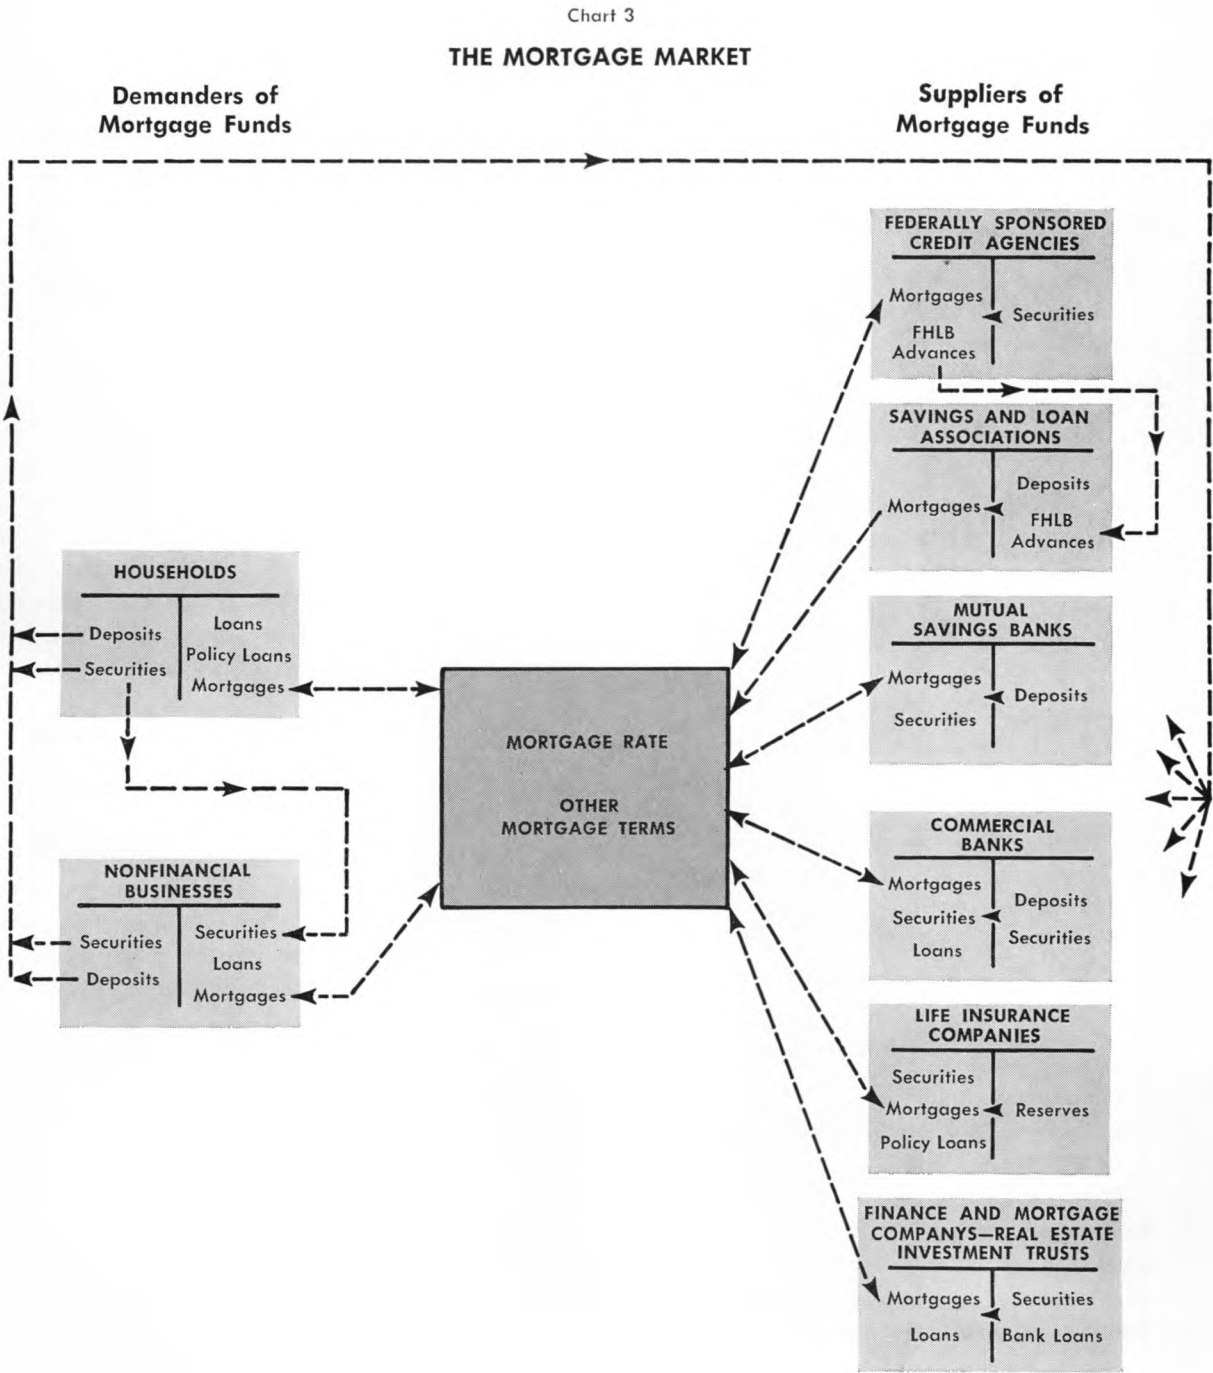 Chart 3
THE MORTGAGE MARKET
Demanders of
Mortgage Funds
Suppliers of
Mortgage Funds
FEDERALLY SPONSORED
CREDIT AGENCIES
Mortgages
Securities
FHLB
Advances
SAVINGS AND LOAN
ASSOCIATIONS
Deposits
Mortgages
FHLB
Advances
HOUSEHOLDS
Loans
Deposits
Policy Loans
Securities
Mortgages
MUTUAL
SAVINGS BANKS
Mortgages
Deposits
Securities
MORTGAGE RATE
OTHER
MORTGAGE TERMS
COMMERCIAL
BANKS
Mortgages
Deposits
Securities
Securities
Loans
NONFINANCIAL
BUSINESSES
Securities
Securities
Loans
Deposits
Mortgages
LIFE INSURANCE
COMPANIES
Securities
Mortgages
Reserves
Policy Loans
FINANCE AND MORTGAGE
COMPANYS—REAL ESTATE
INVESTMENT TRUSTS
Mortgages
Securities
Loans
Bank Loans